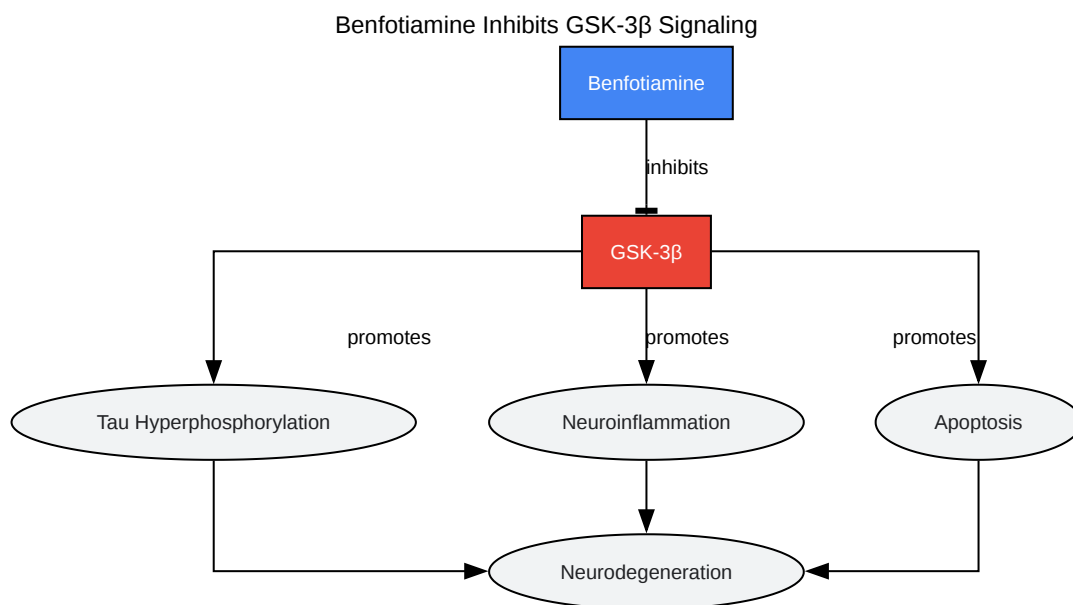 Benfotiamine Inhibits GSK-3β Signaling
Benfotiamine
inhibits
GSK-3β
promotes
promotes
promotes
Tau Hyperphosphorylation
Neuroinflammation
Apoptosis
Neurodegeneration